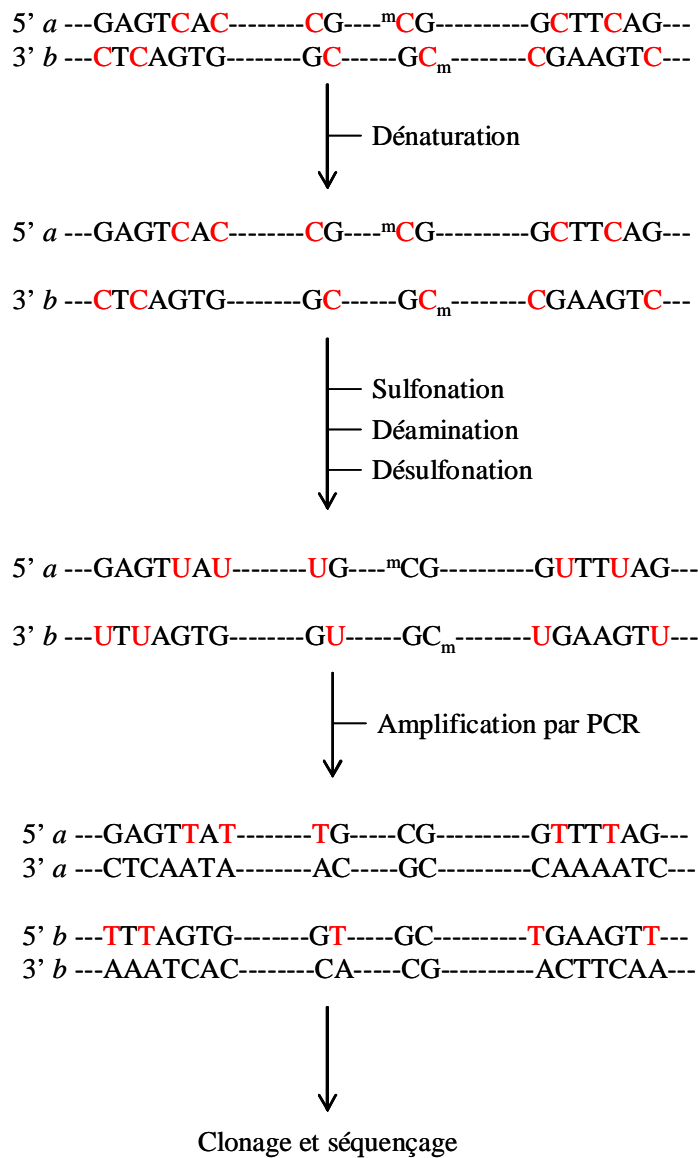 5’ a ---GAGTCAC--------CG----ᵐCG---------GCTTCAG---
3’ b ---CTCAGTG--------GC------GCₘ--------CGAAGTC---
Dénaturation
5’ a ---GAGTCAC--------CG----ᵐCG---------GCTTCAG---
3’ b ---CTCAGTG--------GC------GCₘ--------CGAAGTC---
Sulfonation
Déamination
Désulfonation
5’ a ---GAGTUAU--------UG----ᵐCG----------GUTTUAG---
3’ b ---UTUAGTG--------GU------GCₘ--------UGAAGTU---
Amplification par PCR
5’ a ---GAGTTAT--------TG-----CG----------GTTTTAG---
3’ a ---CTCAATA--------AC-----GC----------CAAAATC---
5’ b ---TTTAGTG--------GT-----GC----------TGAAGTT---
3’ b ---AAATCAC--------CA-----CG----------ACTTCAA---
Clonage et séquençage